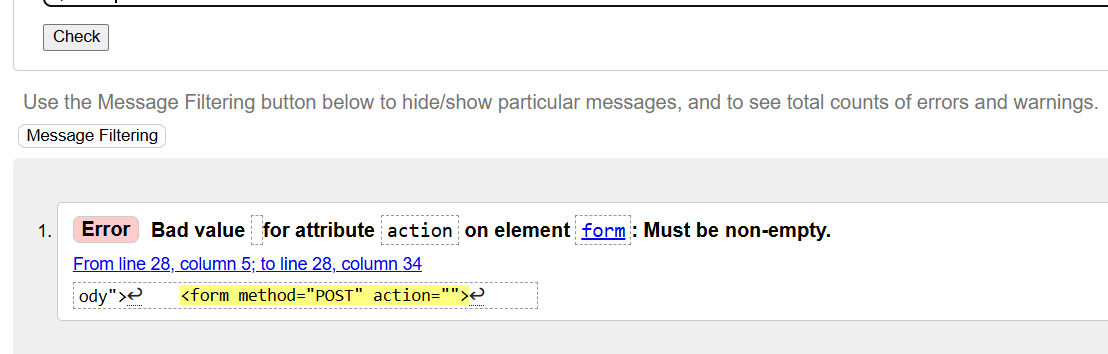 Check
Use the Message Filtering button below to hide/show particular messages, and to see total counts of errors and warnings.
Message Filtering
1. Error Bad value for attribute action on element form: Must be non-empty.
From line 28, column 5; to line 28, column 34
ody">↩    <form method="POST" action="">↩